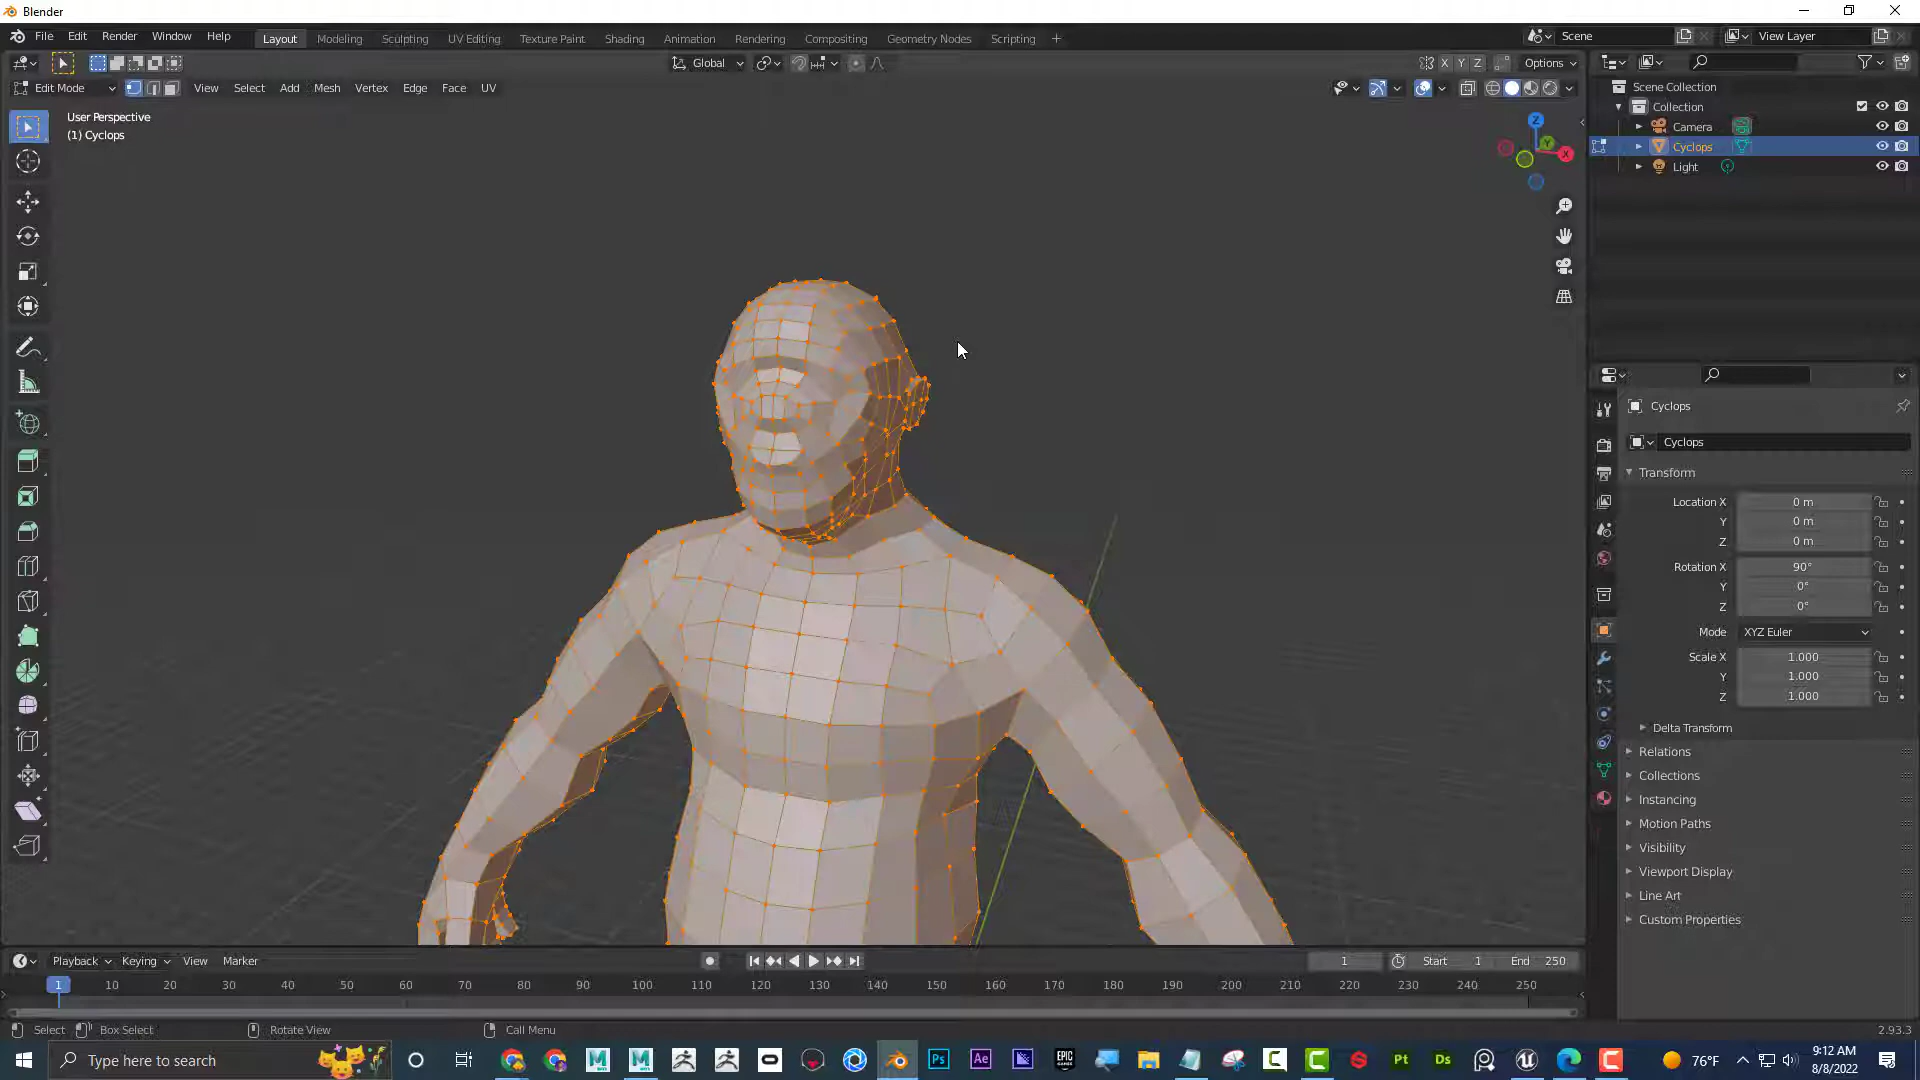 Blender
File Edit Render Window Help Layout Modeling Sculpting UV Editing Texture Paint Shading Animation Rendering Compositing Geometry Nodes Scripting + Scene View Layer
Global X Y Z Options
Edit Mode View Select Add Mesh Vertex Edge Face UV
User Perspective
(1) Cyclops
Z
Y
X
Scene Collection
Collection
Camera
Cyclops
Light
Cyclops
Cyclops
Transform
Location X 0 m
Y 0 m
Z 0 m
Rotation X 90°
Y 0°
Z 0°
Mode XYZ Euler
Scale X 1.000
Y 1.000
Z 1.000
Delta Transform
Relations
Collections
Instancing
Motion Paths
Visibility
Viewport Display
Line Art
Custom Properties
Playback Keying View Marker 1 Start 1 End 250
1 10 20 30 40 50 60 70 80 90 100 110 120 130 140 150 160 170 180 190 200 210 220 230 240 250
Select Box Select Rotate View Call Menu 2.93.3
Type here to search M M Ps Ae EPIC GAMES C C S Pt Ds C 76°F 9:12 AM
8/8/2022